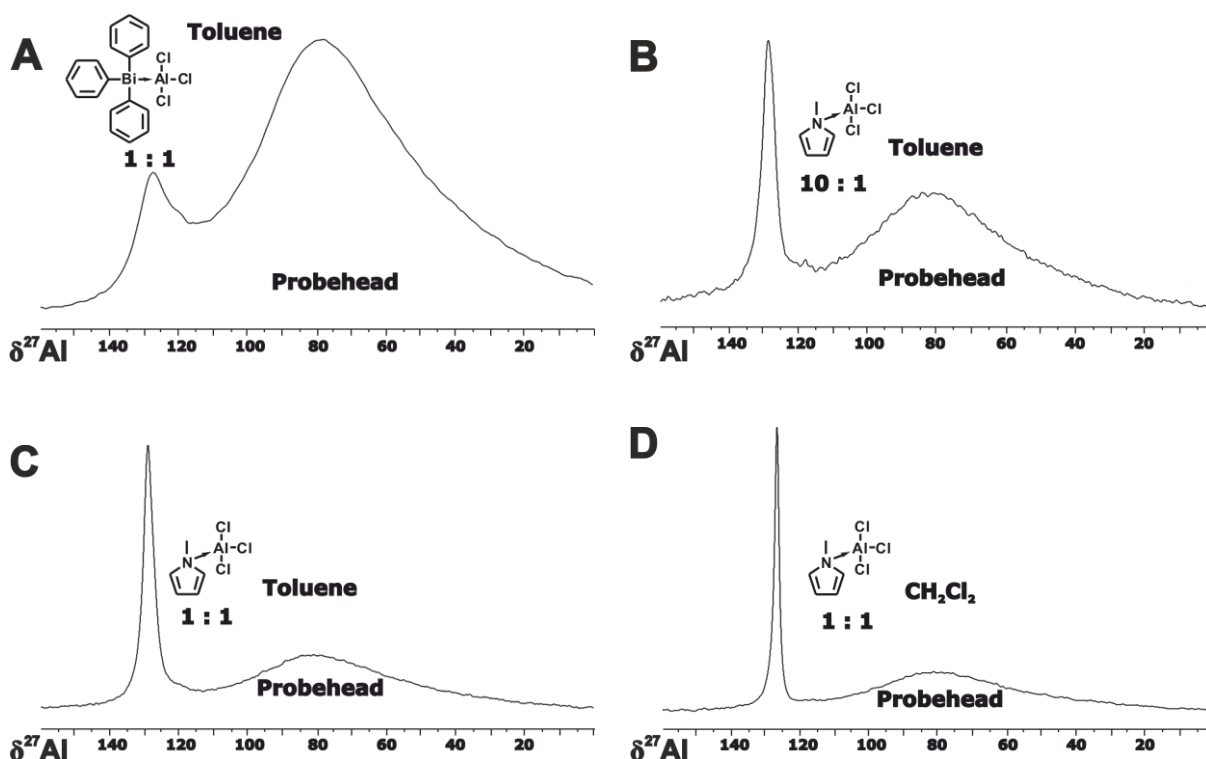 A
Toluene
Cl
Bi
Al
Cl
Cl
1 : 1
Probehead
140 120 100 80 60 40 20
δ²⁷Al
B
Cl
N
Al
Cl
Cl
Toluene
10 : 1
Probehead
140 120 100 80 60 40 20
δ²⁷Al
C
Cl
N
Al
Cl
Cl
Toluene
1 : 1
Probehead
140 120 100 80 60 40 20
δ²⁷Al
D
Cl
N
Al
Cl
Cl
CH₂Cl₂
1 : 1
Probehead
140 120 100 80 60 40 20
δ²⁷Al